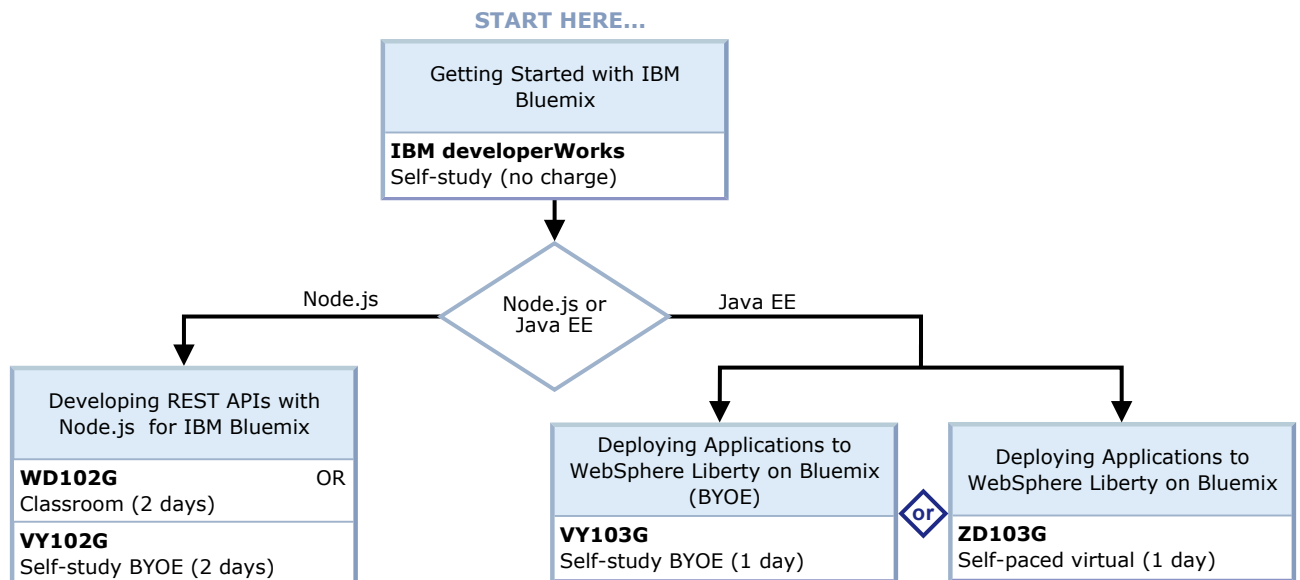 START HERE...
Getting Started with IBM
Bluemix
IBM developerWorks
Self-study (no charge)
Node.js or
Java EE
Node.js
Java EE
Developing REST APIs with
Node.js for IBM Bluemix
WD102G OR
Classroom (2 days)
VY102G
Self-study BYOE (2 days)
Deploying Applications to
WebSphere Liberty on Bluemix
(BYOE)
VY103G
Self-study BYOE (1 day)
or
Deploying Applications to
WebSphere Liberty on Bluemix
ZD103G
Self-paced virtual (1 day)